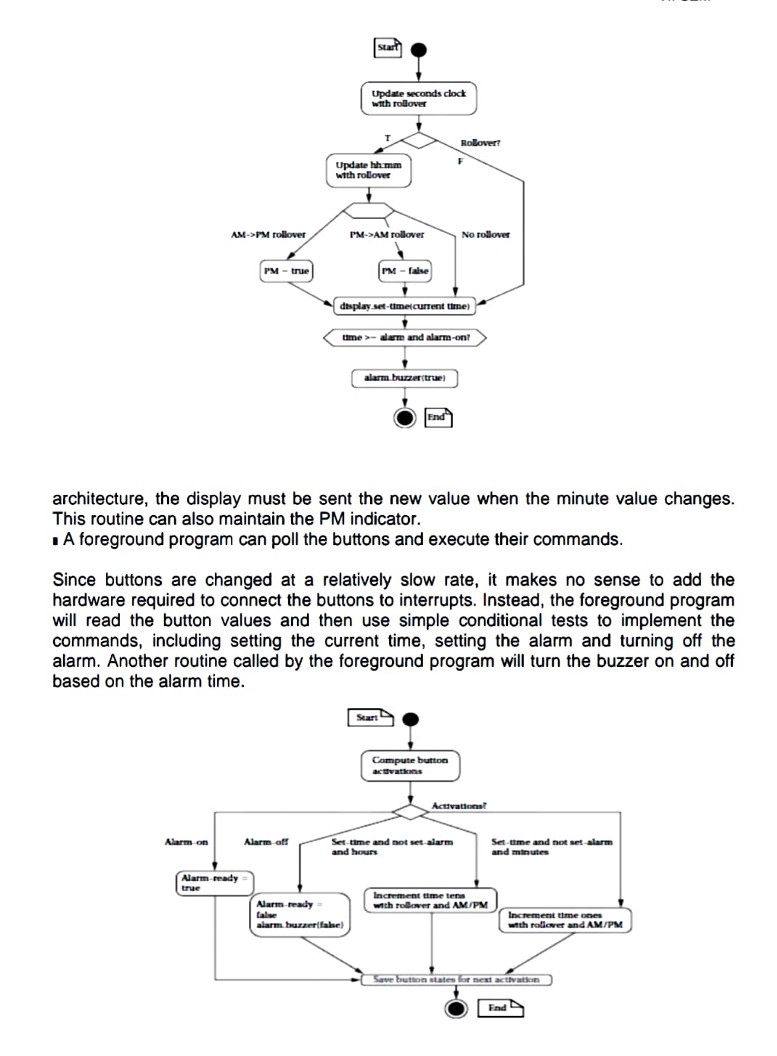 Start
Update seconds clock
with rollover
T
Rollover?
F
Update hh:mm
with rollover
AM->PM rollover
PM->AM rollover
No rollover
PM = true
PM = false
display.set-time(current time)
time >= alarm and alarm-on?
alarm.buzzer(true)
End
architecture, the display must be sent the new value when the minute value changes.
This routine can also maintain the PM indicator.
▪ A foreground program can poll the buttons and execute their commands.
Since buttons are changed at a relatively slow rate, it makes no sense to add the
hardware required to connect the buttons to interrupts. Instead, the foreground program
will read the button values and then use simple conditional tests to implement the
commands, including setting the current time, setting the alarm and turning off the
alarm. Another routine called by the foreground program will turn the buzzer on and off
based on the alarm time.
Start
Compute button
activations
Activations?
Alarm-on
Alarm-off
Set-time and not set-alarm
and hours
Set-time and not set-alarm
and minutes
Alarm-ready =
true
Alarm-ready =
false
alarm.buzzer(false)
Increment time tens
with rollover and AM/PM
Increment time ones
with rollover and AM/PM
Save button states for next activation
End